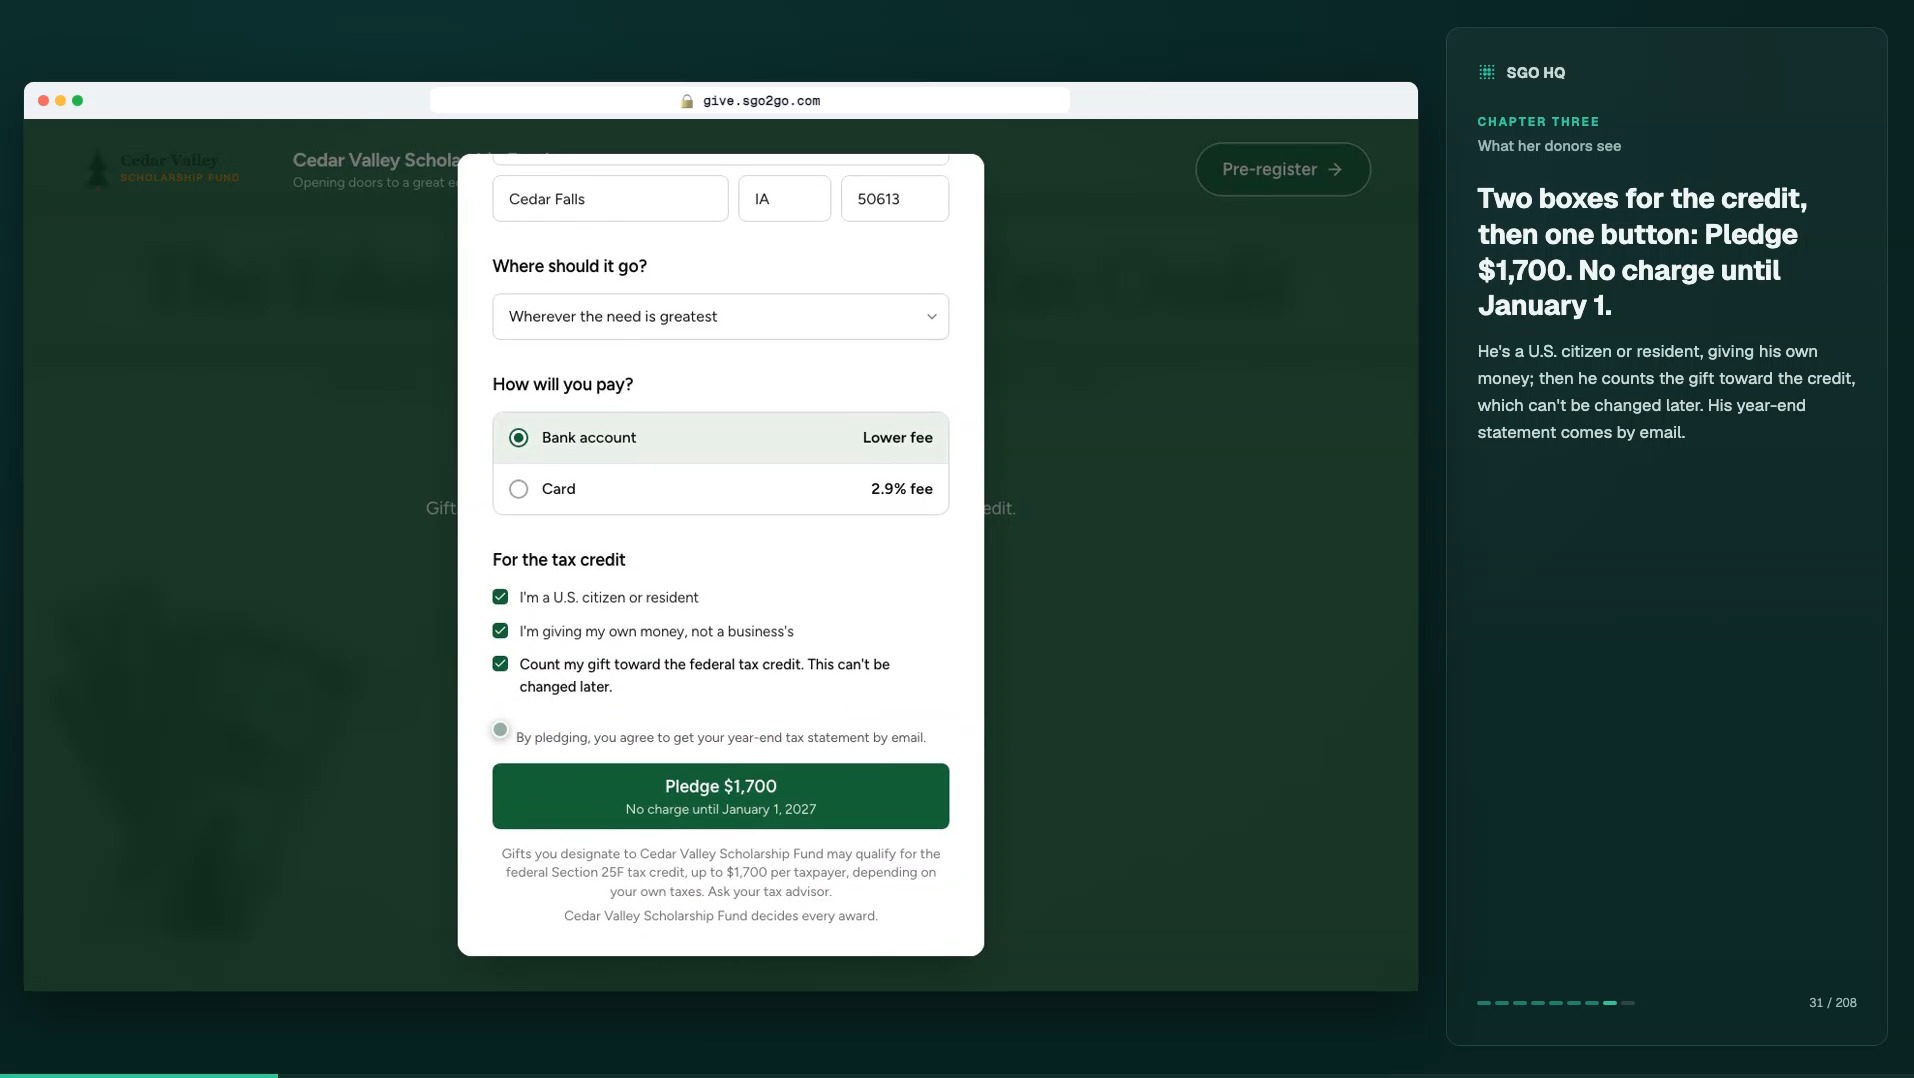 give.sgo2go.com
Cedar Valley
SCHOLARSHIP FUND
Cedar Valley Schola
Opening doors to a great e
Pre-register →
Cedar Falls
IA
50613
Where should it go?
Wherever the need is greatest
How will you pay?
Bank account
Lower fee
Card
2.9% fee
Gift
edit.
For the tax credit
I'm a U.S. citizen or resident
I'm giving my own money, not a business's
Count my gift toward the federal tax credit. This can't be
changed later.
By pledging, you agree to get your year-end tax statement by email.
Pledge $1,700
No charge until January 1, 2027
Gifts you designate to Cedar Valley Scholarship Fund may qualify for the
federal Section 25F tax credit, up to $1,700 per taxpayer, depending on
your own taxes. Ask your tax advisor.
Cedar Valley Scholarship Fund decides every award.
SGO HQ
CHAPTER THREE
What her donors see
Two boxes for the credit,
then one button: Pledge
$1,700. No charge until
January 1.
He's a U.S. citizen or resident, giving his own
money; then he counts the gift toward the credit,
which can't be changed later. His year-end
statement comes by email.
31 / 208